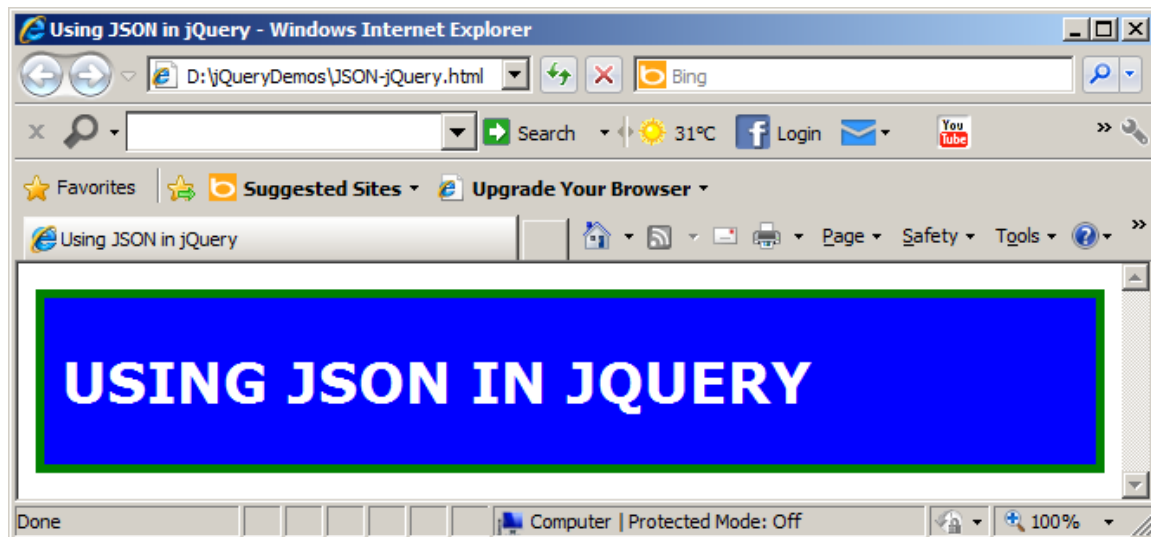 Using JSON in jQuery - Windows Internet Explorer
D:\jQueryDemos\JSON-jQuery.html
Bing
Search
31°C
Login
You
Tube
Favorites
Suggested Sites
Upgrade Your Browser
Using JSON in jQuery
Page
Safety
Tools
USING JSON IN JQUERY
Done
Computer | Protected Mode: Off
100%